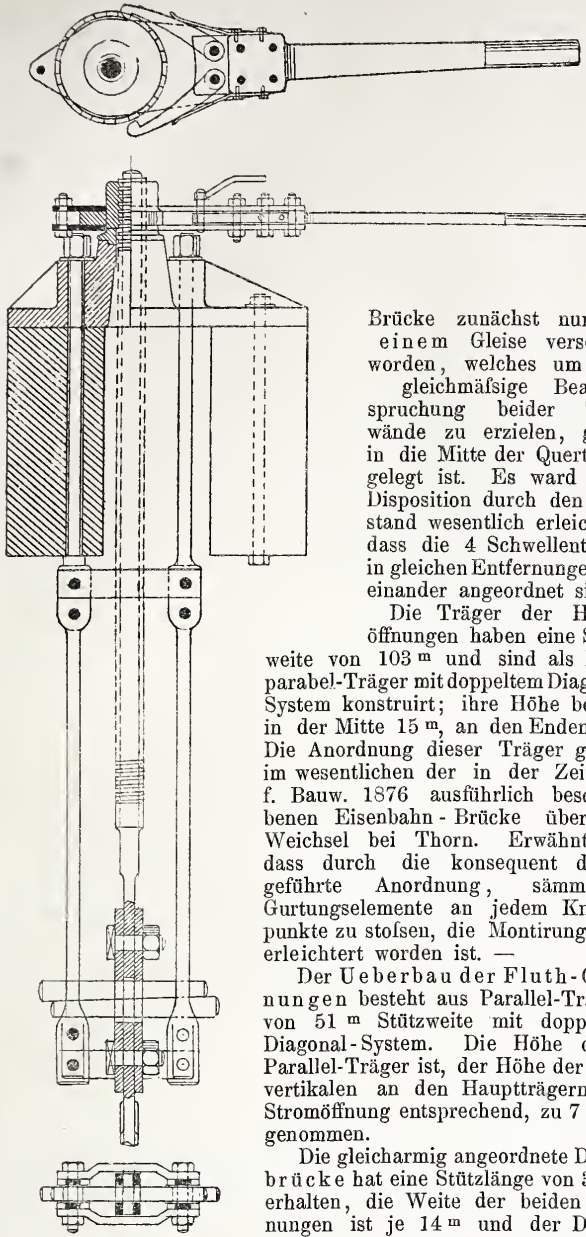 Brücke zunächst nur
einem Gleise vers
worden, welches um
gleichmäſsige Bea
spruchung beider
wände zu erzielen, g
in die Mitte der Quert
gelegt ist. Es ward
Disposition durch den
stand wesentlich erleic
dass die 4 Schwellent
in gleichen Entfernunge
einander angeordnet si
Die Träger der H
öffnungen haben eine S
weite von 103 m und sind als
parabel-Träger mit doppeltem Diag
System konstruirt; ihre Höhe be
in der Mitte 15 m, an den Enden
Die Anordnung dieser Träger g
im wesentlichen der in der Zei
f. Bauw. 1876 ausführlich besc
benen Eisenbahn-Brücke über
Weichsel bei Thorn. Erwähnt
dass durch die konsequent d
geführte Anordnung, sämm
Gurtungselemente an jedem Kn
punkte zu stoſsen, die Montirung
erleichtert worden ist. —
Der Ueberbau der Fluth-O
nungen besteht aus Parallel-Tr
von 51 m Stützweite mit dopp
Diagonal-System. Die Höhe d
Parallel-Träger ist, der Höhe der
vertikalen an den Hauptträgern
Stromöffnung entsprechend, zu 7
genommen.
Die gleicharmig angeordnete D
brücke hat eine Stützlänge von
erhalten, die Weite der beiden
nungen ist je 14 m und der D